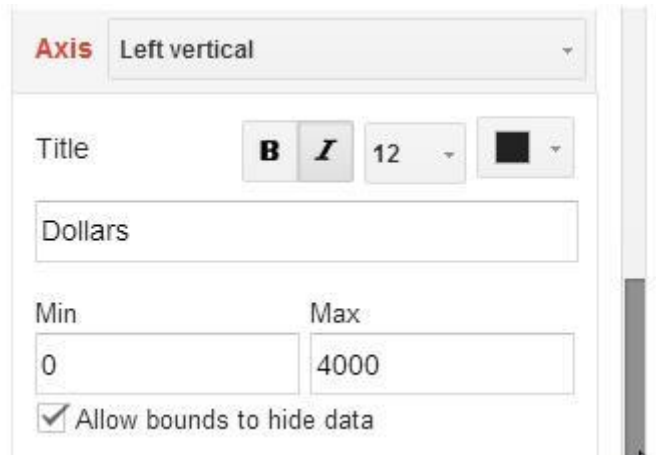 Axis Left vertical
Title B I 12
Dollars
Min Max
0 4000
Allow bounds to hide data